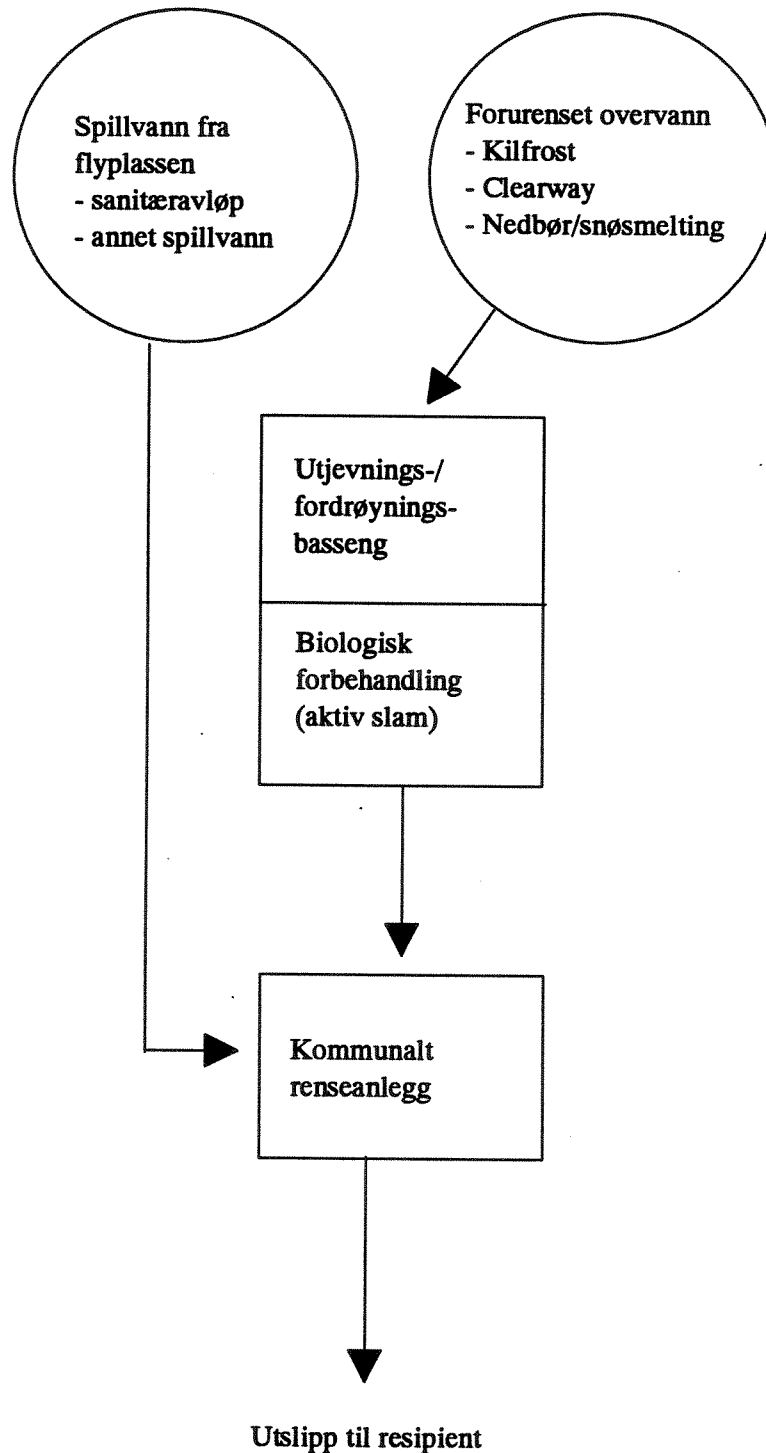 Spillvann fra
flyplassen
- sanitæravløp
- annet spillvann
Forurenset overvann
- Kilfrost
- Clearway
- Nedbør/snøsmelting
Utjevnings-/
fordrøynings-
basseng
Biologisk
forbehandling
(aktiv slam)
Kommunalt
renseanlegg
Utslipp til resipient